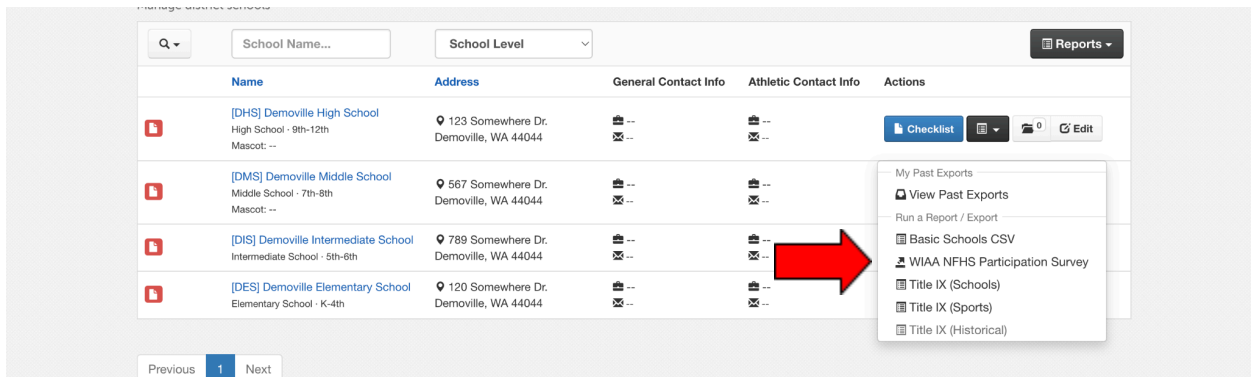 Manage district schools
School Name...
School Level
Reports
Name
Address
General Contact Info
Athletic Contact Info
Actions
[DHS] Demoville High School
High School · 9th-12th
Mascot: --
123 Somewhere Dr.
Demoville, WA 44044
--
--
--
--
Checklist
0
Edit
[DMS] Demoville Middle School
Middle School · 7th-8th
Mascot: --
567 Somewhere Dr.
Demoville, WA 44044
--
--
--
--
[DIS] Demoville Intermediate School
Intermediate School · 5th-6th
789 Somewhere Dr.
Demoville, WA 44044
--
--
--
[DES] Demoville Elementary School
Elementary School · K-4th
120 Somewhere Dr.
Demoville, WA 44044
--
--
--
--
My Past Exports
View Past Exports
Run a Report / Export
Basic Schools CSV
WIAA NFHS Participation Survey
Title IX (Schools)
Title IX (Sports)
Title IX (Historical)
Previous
1
Next